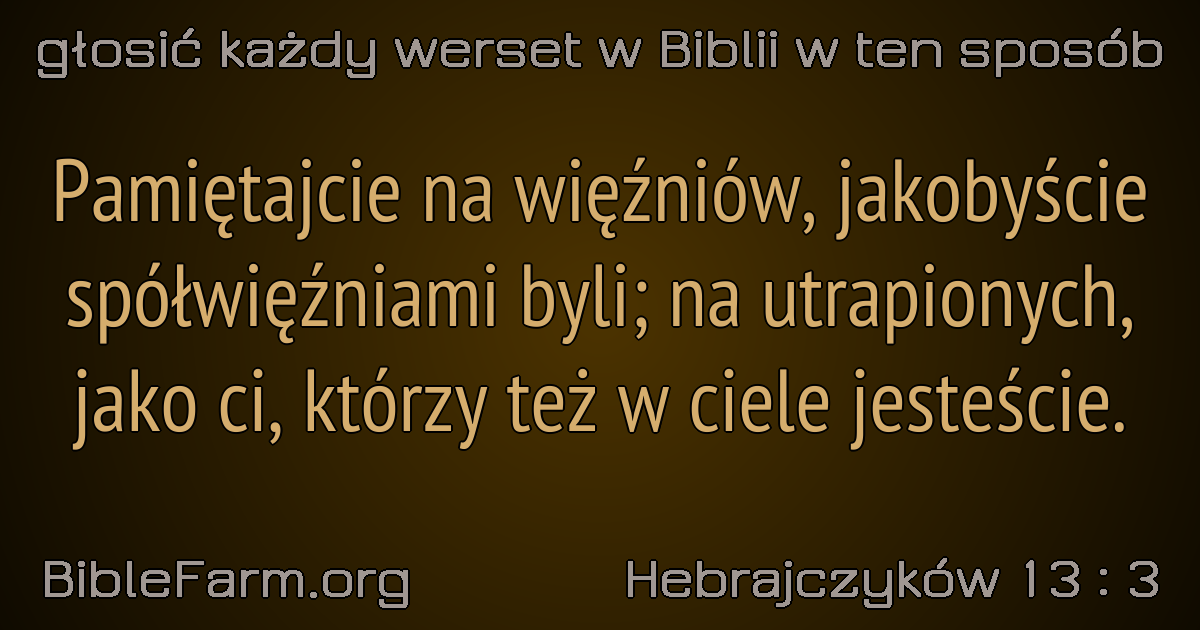 głosić każdy werset w Biblii w ten sposób
Pamiętajcie na więźniów, jakobyście
spółwięźniami byli; na utrapionych,
jako ci, którzy też w ciele jesteście.
BibleFarm.org
Hebrajczyków 13 : 3